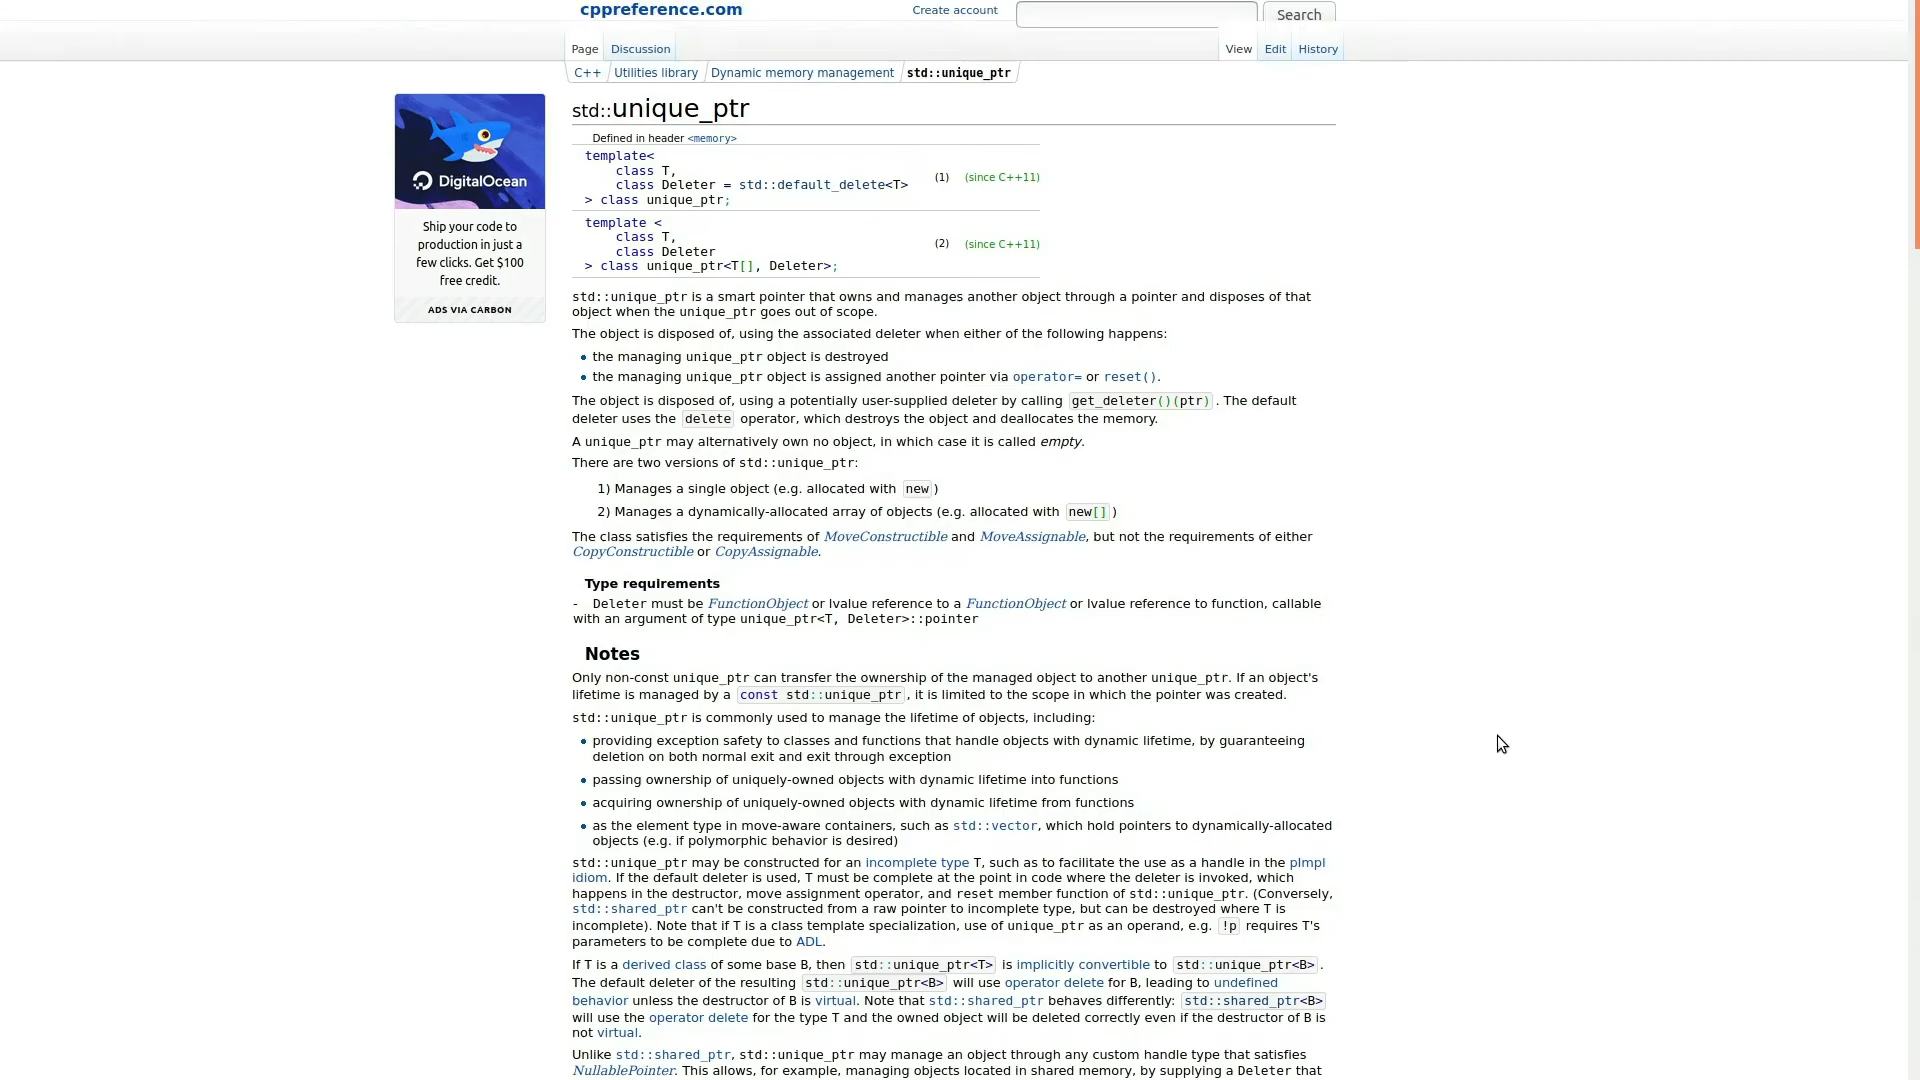 cppreference.com
Create account
Search
Page
Discussion
View
Edit
History
C++
Utilities library
Dynamic memory management
std::unique_ptr
DigitalOcean
Ship your code to
production in just a
few clicks. Get $100
free credit.
ADS VIA CARBON
std::unique_ptr
Defined in header <memory>
template<
class T,
class Deleter = std::default_delete<T>
> class unique_ptr;
(1) (since C++11)
template <
class T,
class Deleter
> class unique_ptr<T[], Deleter>;
(2) (since C++11)
std::unique_ptr is a smart pointer that owns and manages another object through a pointer and disposes of that
object when the unique_ptr goes out of scope.
The object is disposed of, using the associated deleter when either of the following happens:
the managing unique_ptr object is destroyed
the managing unique_ptr object is assigned another pointer via operator= or reset().
The object is disposed of, using a potentially user-supplied deleter by calling get_deleter()(ptr). The default
deleter uses the delete operator, which destroys the object and deallocates the memory.
A unique_ptr may alternatively own no object, in which case it is called empty.
There are two versions of std::unique_ptr:
1) Manages a single object (e.g. allocated with new)
2) Manages a dynamically-allocated array of objects (e.g. allocated with new[])
The class satisfies the requirements of MoveConstructible and MoveAssignable, but not the requirements of either
CopyConstructible or CopyAssignable.
Type requirements
- Deleter must be FunctionObject or lvalue reference to a FunctionObject or lvalue reference to function, callable
with an argument of type unique_ptr<T, Deleter>::pointer
Notes
Only non-const unique_ptr can transfer the ownership of the managed object to another unique_ptr. If an object's
lifetime is managed by a const std::unique_ptr, it is limited to the scope in which the pointer was created.
std::unique_ptr is commonly used to manage the lifetime of objects, including:
providing exception safety to classes and functions that handle objects with dynamic lifetime, by guaranteeing
deletion on both normal exit and exit through exception
passing ownership of uniquely-owned objects with dynamic lifetime into functions
acquiring ownership of uniquely-owned objects with dynamic lifetime from functions
as the element type in move-aware containers, such as std::vector, which hold pointers to dynamically-allocated
objects (e.g. if polymorphic behavior is desired)
std::unique_ptr may be constructed for an incomplete type T, such as to facilitate the use as a handle in the pImpl
idiom. If the default deleter is used, T must be complete at the point in code where the deleter is invoked, which
happens in the destructor, move assignment operator, and reset member function of std::unique_ptr. (Conversely,
std::shared_ptr can't be constructed from a raw pointer to incomplete type, but can be destroyed where T is
incomplete). Note that if T is a class template specialization, use of unique_ptr as an operand, e.g. !p requires T's
parameters to be complete due to ADL.
If T is a derived class of some base B, then std::unique_ptr<T> is implicitly convertible to std::unique_ptr<B>.
The default deleter of the resulting std::unique_ptr<B> will use operator delete for B, leading to undefined
behavior unless the destructor of B is virtual. Note that std::shared_ptr behaves differently: std::shared_ptr<B>
will use the operator delete for the type T and the owned object will be deleted correctly even if the destructor of B is
not virtual.
Unlike std::shared_ptr, std::unique_ptr may manage an object through any custom handle type that satisfies
NullablePointer. This allows, for example, managing objects located in shared memory, by supplying a Deleter that